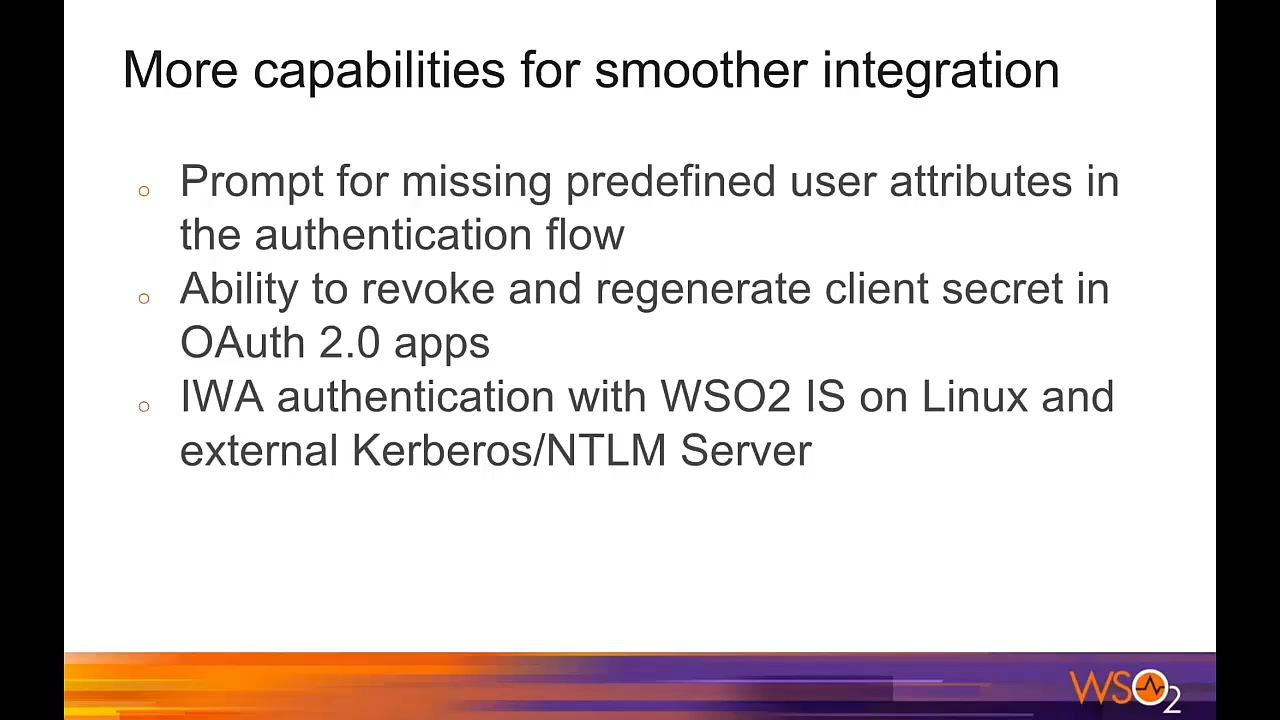 More capabilities for smoother integration
Prompt for missing predefined user attributes in
the authentication flow
Ability to revoke and regenerate client secret in
OAuth 2.0 apps
IWA authentication with WSO2 IS on Linux and
external Kerberos/NTLM Server
WSO2